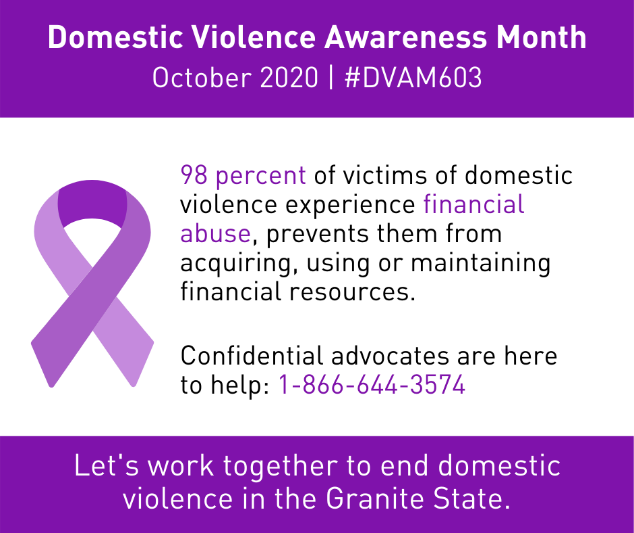 Domestic Violence Awareness Month
October 2020 | #DVAM603
98 percent of victims of domestic
violence experience financial
abuse, prevents them from
acquiring, using or maintaining
financial resources.
Confidential advocates are here
to help: 1-866-644-3574
Let's work together to end domestic
violence in the Granite State.